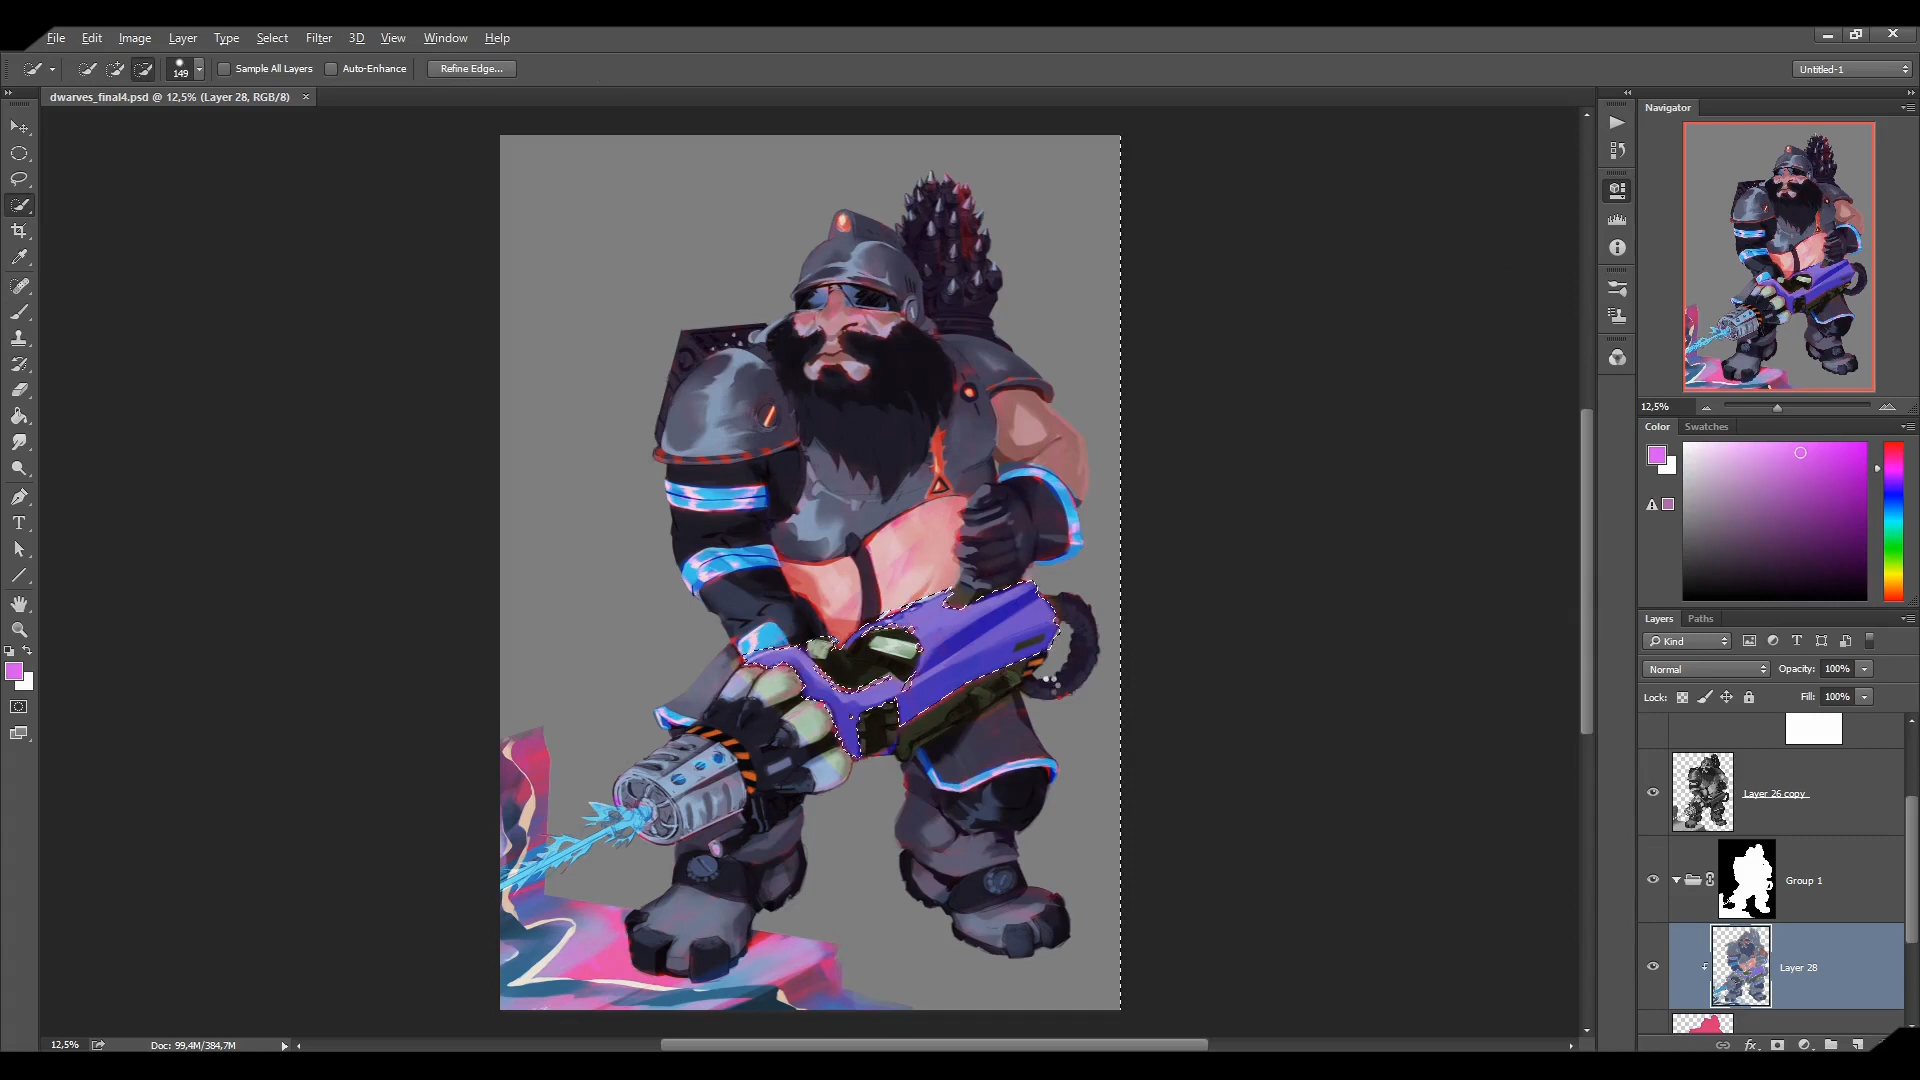 File Edit Image Layer Type Select Filter 3D View Window Help
149 Sample All Layers Auto-Enhance Refine Edge... Untitled-1
dwarves_final4.psd @ 12,5% (Layer 28, RGB/8) ×
Navigator
12,5%
Color Swatches
Layers Paths
Kind
Normal Opacity: 100%
Lock: Fill: 100%
Layer 26 copy
Group 1
Layer 28
12,5% Doc: 99,4M/384,7M